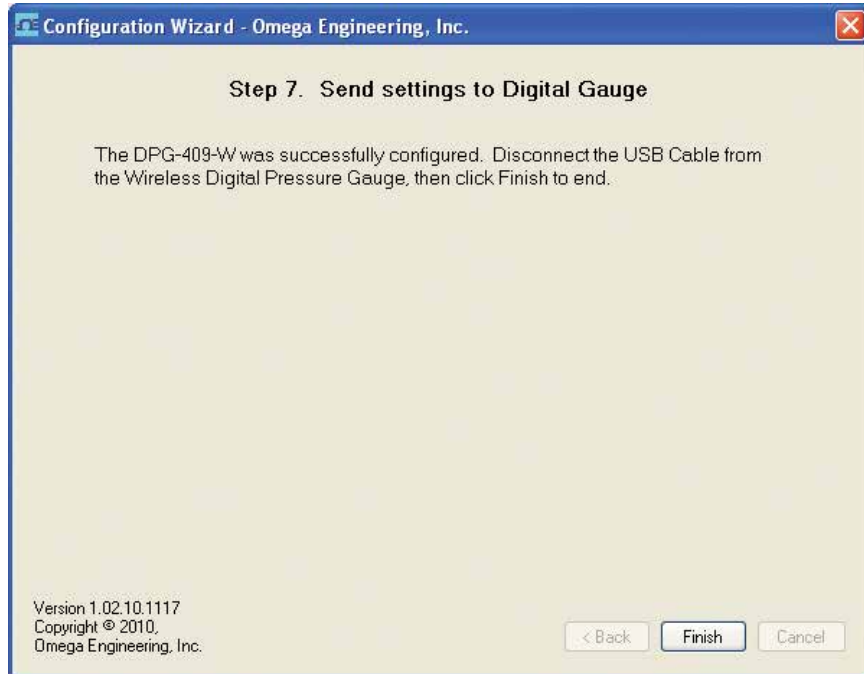 Configuration Wizard - Omega Engineering, Inc.
Step 7. Send settings to Digital Gauge
The DPG-409-W was successfully configured. Disconnect the USB Cable from
the Wireless Digital Pressure Gauge, then click Finish to end.
Version 1.02.10.1117
Copyright © 2010,
Omega Engineering, Inc.
< Back Finish Cancel